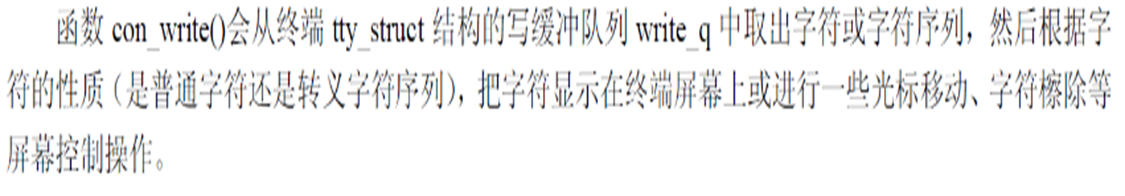 函数 con_write()会从终端 tty_struct 结构的写缓冲队列 write_q 中取出字符或字符序列，然后根据字
符的性质（是普通字符还是转义字符序列），把字符显示在终端屏幕上或进行一些光标移动、字符檫除等
屏幕控制操作。